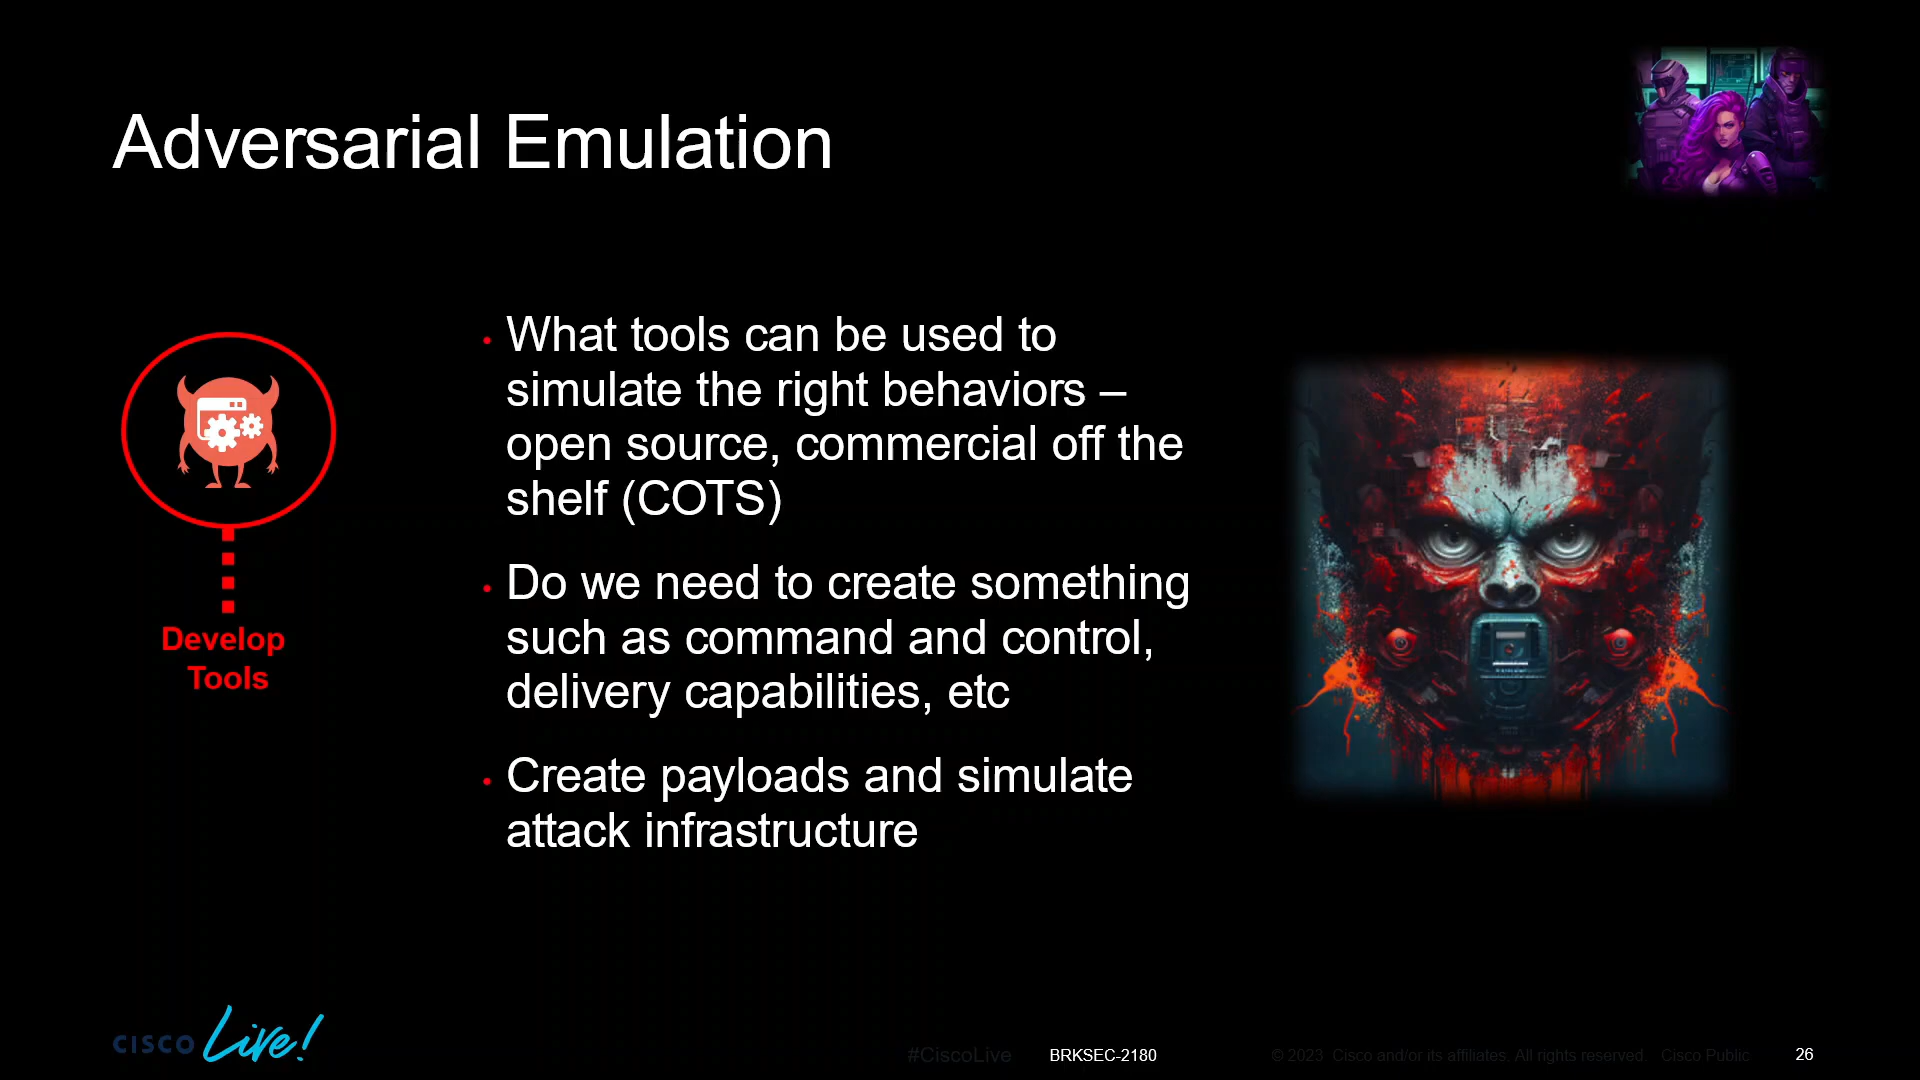 Adversarial Emulation
Develop
Tools
• What tools can be used to
simulate the right behaviors –
open source, commercial off the
shelf (COTS)
• Do we need to create something
such as command and control,
delivery capabilities, etc
• Create payloads and simulate
attack infrastructure
CISCO Live!
#CiscoLive
BRKSEC-2180
© 2023 Cisco and/or its affiliates. All rights reserved. Cisco Public
26